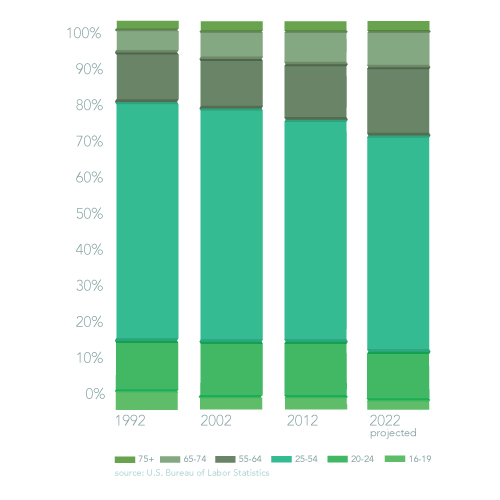 100%
90%
80%
70%
60%
50%
40%
30%
20%
10%
0%
1992 2002 2012 2022
projected
75+ 65-74 55-64 25-54 20-24 16-19
source: U.S. Bureau of Labor Statistics